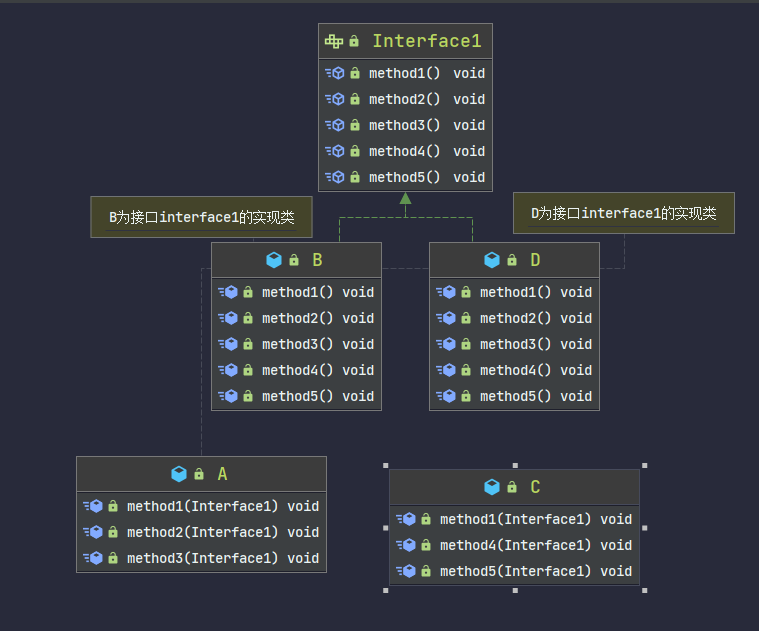 Interface1
method1() void
method2() void
method3() void
method4() void
method5() void
B为接口interface1的实现类
D为接口interface1的实现类
B
method1() void
method2() void
method3() void
method4() void
method5() void
D
method1() void
method2() void
method3() void
method4() void
method5() void
A
method1(Interface1) void
method2(Interface1) void
method3(Interface1) void
C
method1(Interface1) void
method4(Interface1) void
method5(Interface1) void